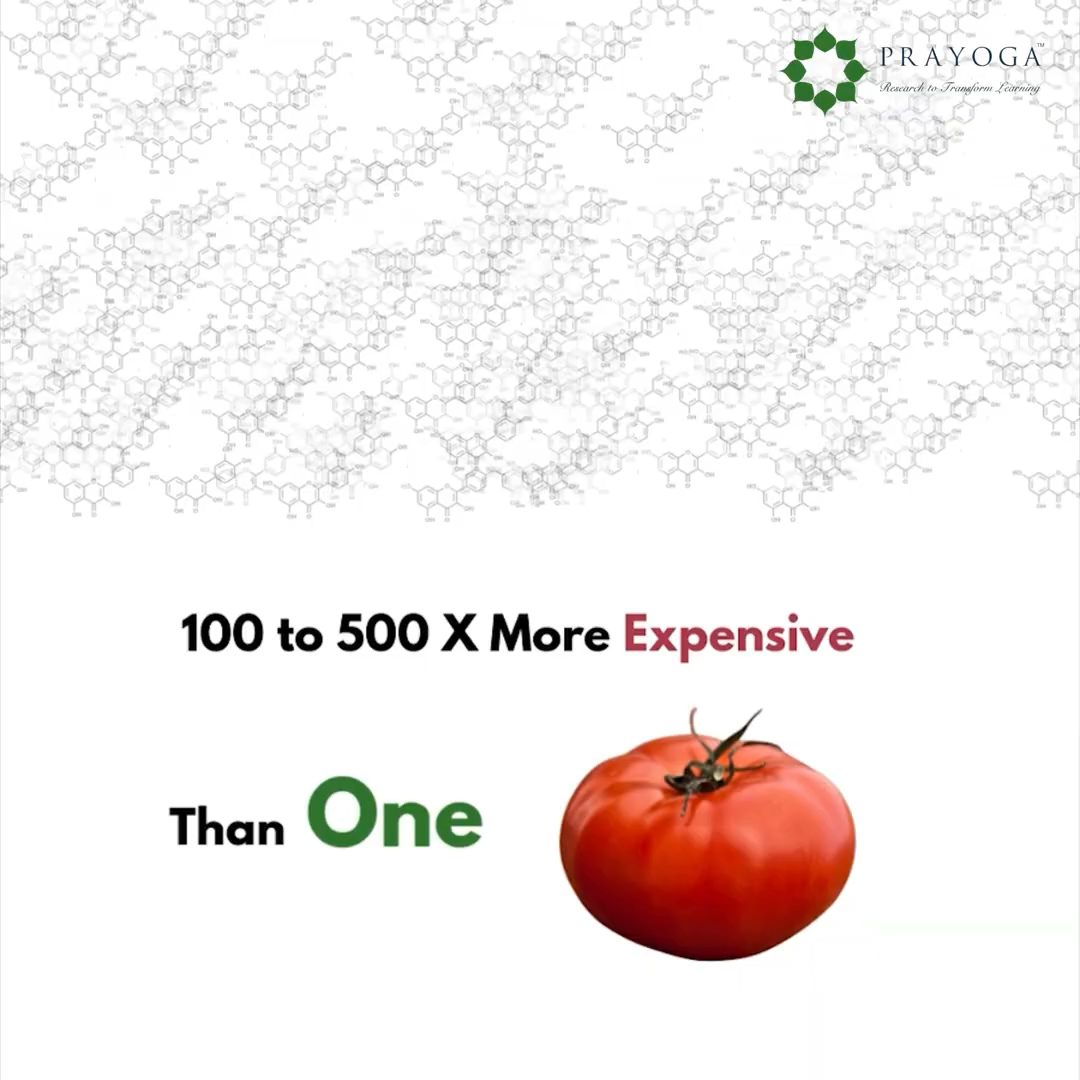 PRAYOGA™
Research to Transform Learning
100 to 500 X More Expensive
Than One